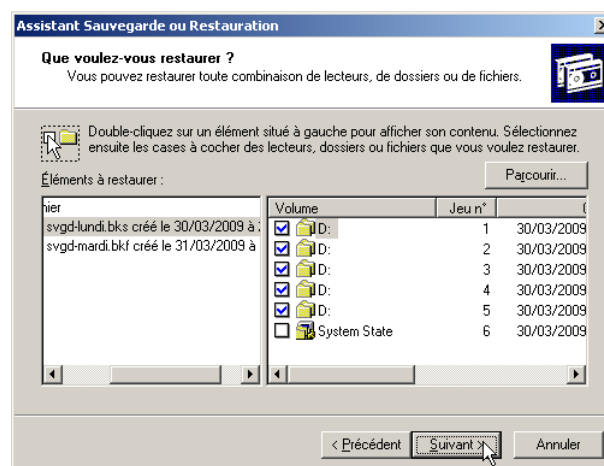 Assistant Sauvegarde ou Restauration
Que voulez-vous restaurer ?
Vous pouvez restaurer toute combinaison de lecteurs, de dossiers ou de fichiers.
Double-cliquez sur un élément situé à gauche pour afficher son contenu. Sélectionnez
ensuite les cases à cocher des lecteurs, dossiers ou fichiers que vous voulez restaurer.
Parcourir...
Éléments à restaurer :
hier
svgd-lundi.bks créé le 30/03/2009 à
svgd-mardi.bkf créé le 31/03/2009 à
Volume Jeu n°
D: 1 30/03/2009
D: 2 30/03/2009
D: 3 30/03/2009
D: 4 30/03/2009
D: 5 30/03/2009
System State 6 30/03/2009
< Précédent Suivant > Annuler